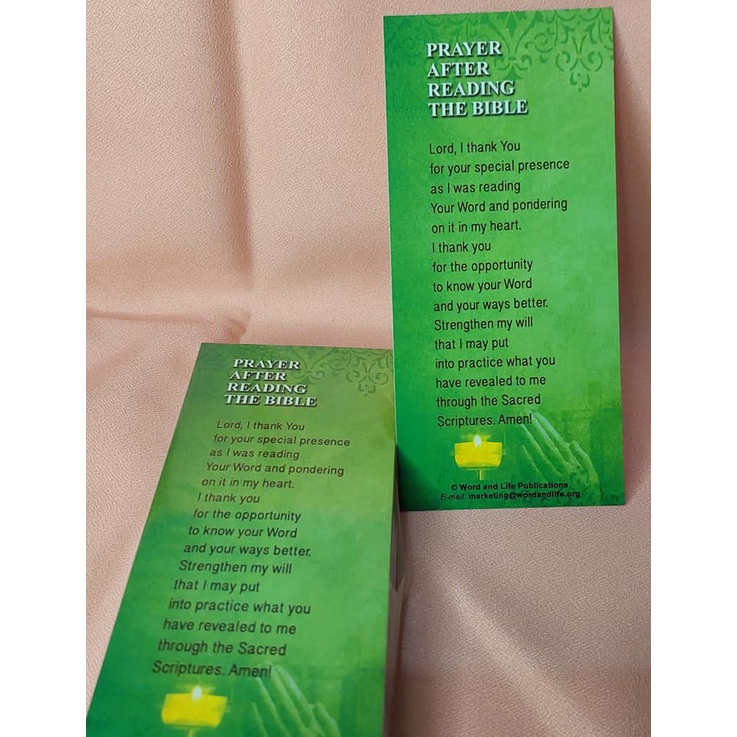 PRAYER
AFTER
READING
THE BIBLE
Lord, I thank You
for your special presence
as I was reading
Your Word and pondering
on it in my heart.
I thank you
for the opportunity
to know your Word
and your ways better.
Strengthen my will
that I may put
into practice what you
have revealed to me
through the Sacred
Scriptures. Amen!
© Word and Life Publications
E-mail: marketing@wordandlife.org
PRAYER
AFTER
READING
THE BIBLE
Lord, I thank You
for your special presence
as I was reading
Your Word and pondering
on it in my heart.
I thank you
for the opportunity
to know your Word
and your ways better.
Strengthen my will
that I may put
into practice what you
have revealed to me
through the Sacred
Scriptures. Amen!